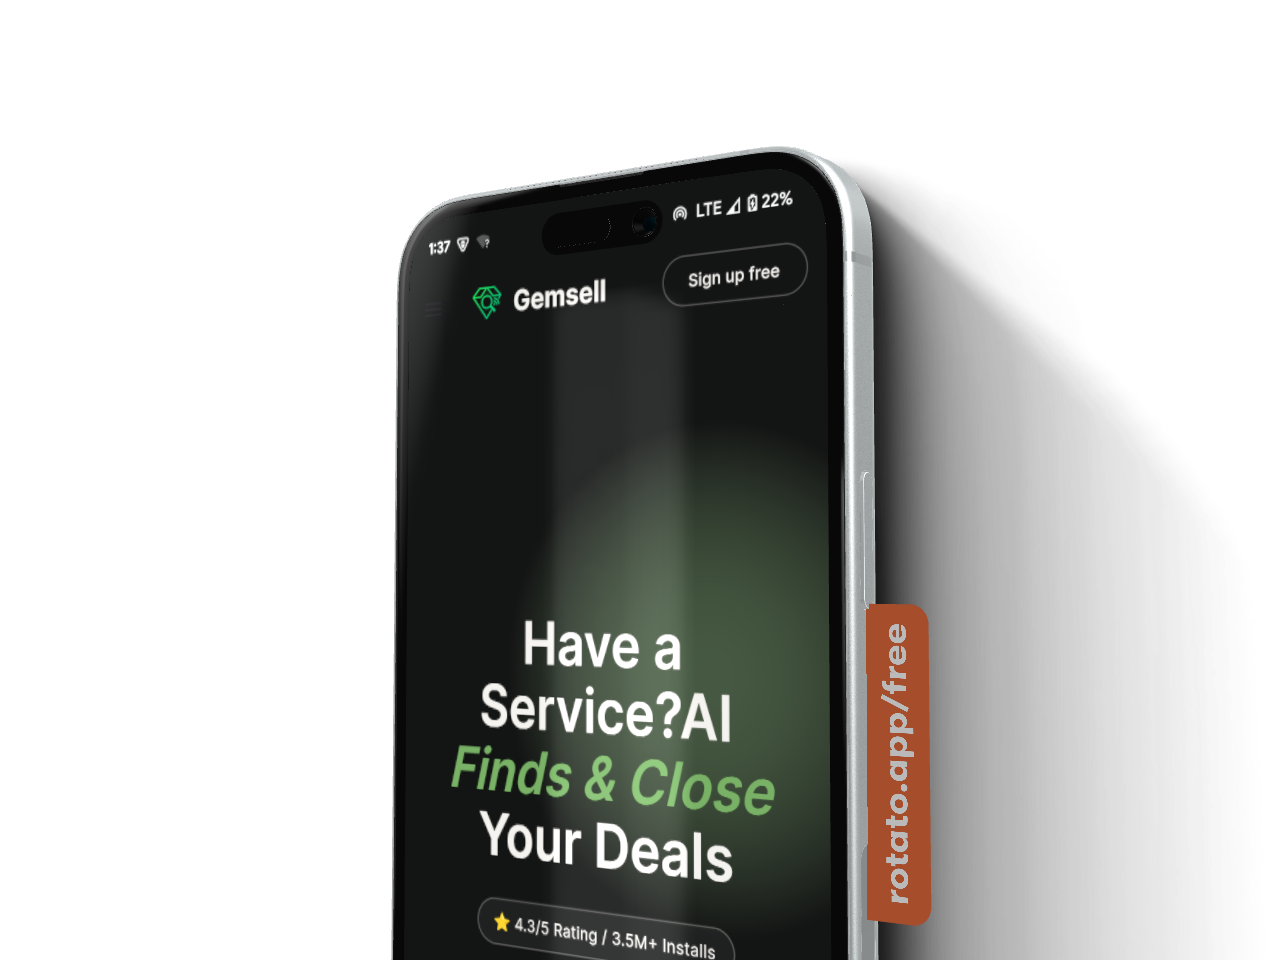 1:37
LTE 22%
Gemsell
Sign up free
Have a
Service?AI
Finds & Close
Your Deals
4.3/5 Rating / 3.5M+ Installs
rotato.app/free